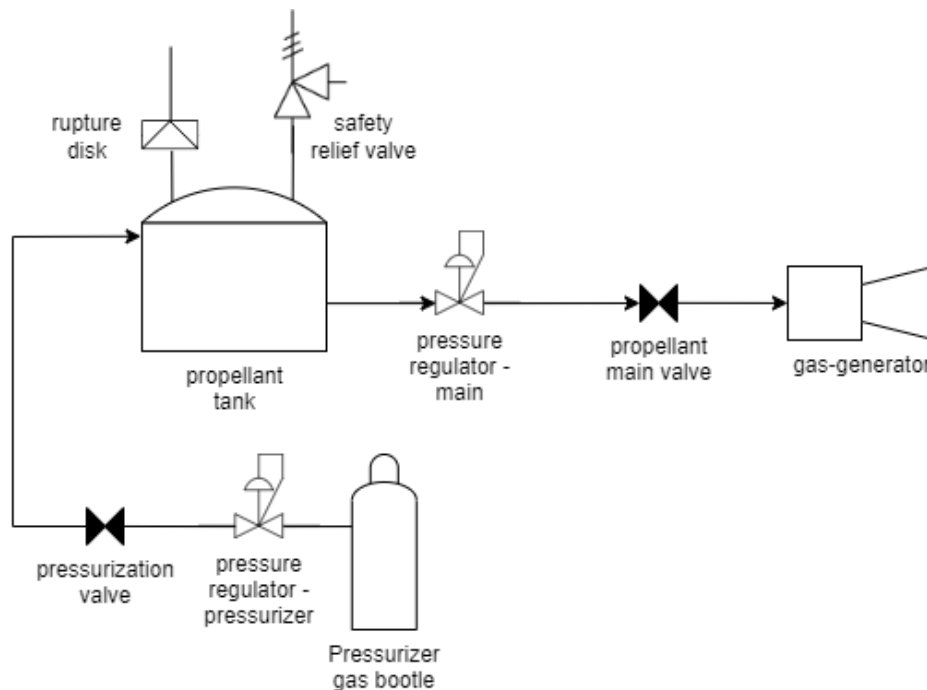 rupture
disk
safety
relief valve
propellant
tank
pressure
regulator -
main
propellant
main valve
gas-generator
pressurization
valve
pressure
regulator -
pressurizer
Pressurizer
gas bootle